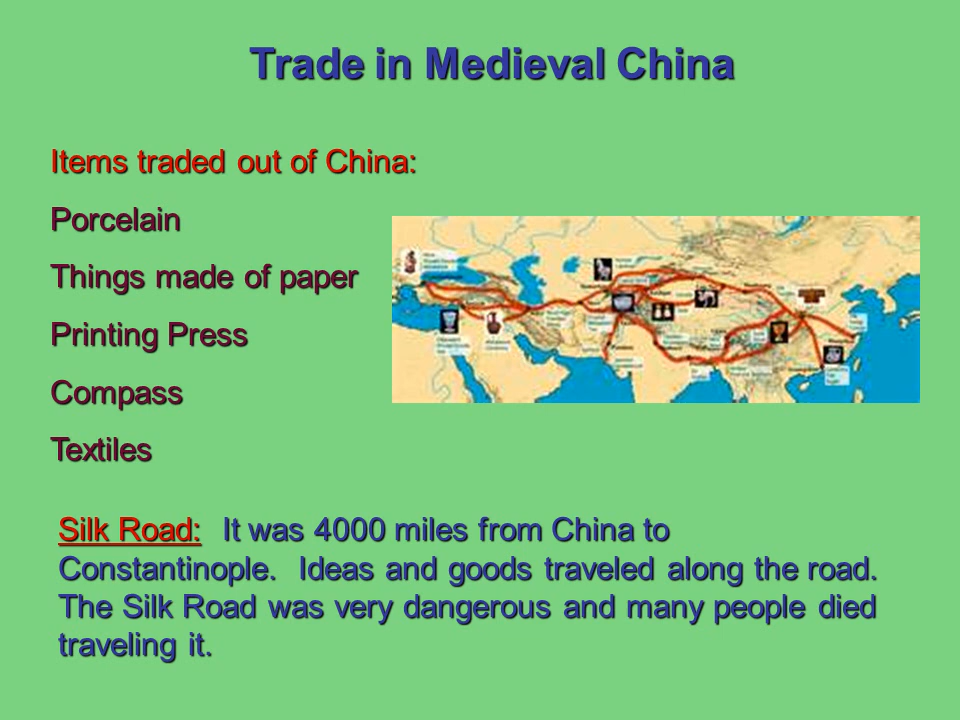 Trade in Medieval China
Items traded out of China:
Porcelain
Things made of paper
Printing Press
Compass
Textiles
Silk Road: It was 4000 miles from China to
Constantinople. Ideas and goods traveled along the road.
The Silk Road was very dangerous and many people died
traveling it.